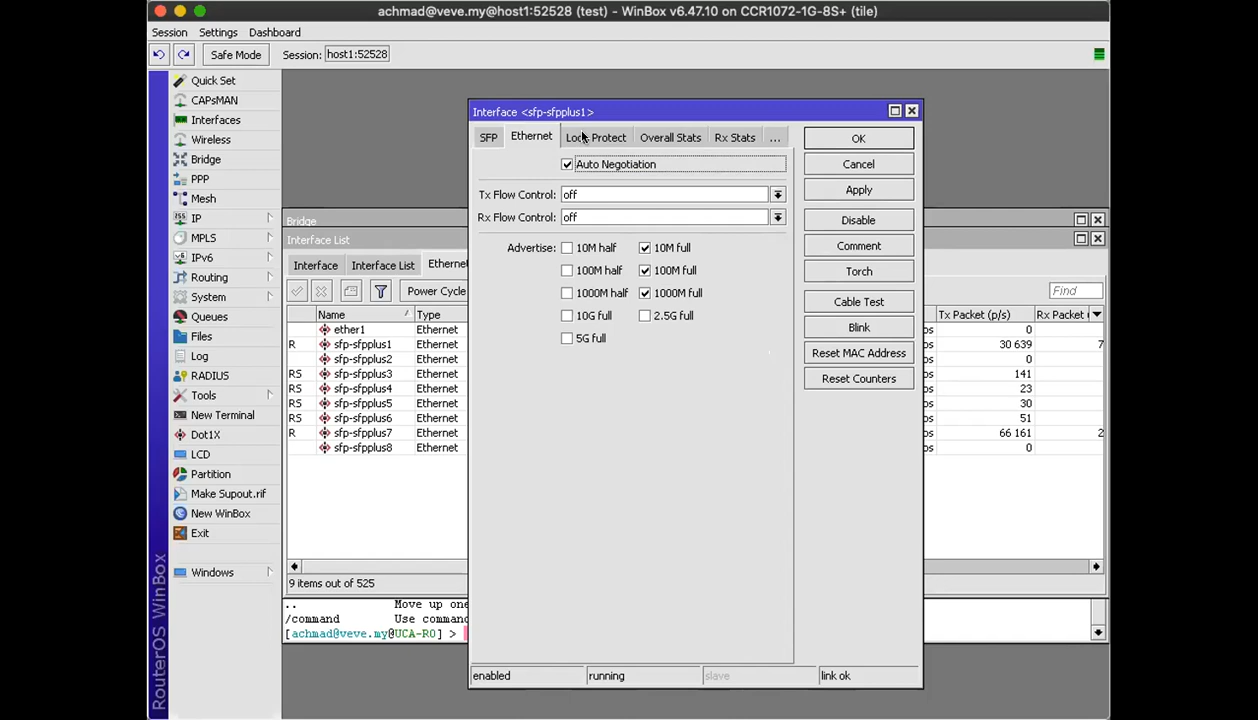 achmad@veve.my@host1:52528 (test) - WinBox v6.47.10 on CCR1072-1G-8S+ (tile)
Session Settings Dashboard
Safe Mode Session: host1:52528
Quick Set
CAPsMAN
Interfaces
Wireless
Bridge
PPP
Mesh
IP
MPLS
IPv6
Routing
System
Queues
Files
Log
RADIUS
Tools
New Terminal
Dot1X
LCD
Partition
Make Supout.rif
New WinBox
Exit
Windows
RouterOS WinBox
Bridge
Interface List
Interface Interface List Ethernet
Power Cycle Find
Name Type Tx Packet (p/s) Rx Packet
ether1 Ethernet 0
R sfp-sfpplus1 Ethernet 30 639 7
sfp-sfpplus2 Ethernet 0
RS sfp-sfpplus3 Ethernet 141
RS sfp-sfpplus4 Ethernet 23
RS sfp-sfpplus5 Ethernet 30
RS sfp-sfpplus6 Ethernet 51
R sfp-sfpplus7 Ethernet 66 161 2
sfp-sfpplus8 Ethernet 0
9 items out of 525
.. Move up one
/command Use comman
[achmad@veve.my@UCA-RO] >
Interface <sfp-sfpplus1>
SFP Ethernet Protect Overall Stats Rx Stats ...
Auto Negotiation
Tx Flow Control: off
Rx Flow Control: off
Advertise: 10M half 10M full
100M half 100M full
1000M half 1000M full
10G full 2.5G full
5G full
OK
Cancel
Apply
Disable
Comment
Torch
Cable Test
Blink
Reset MAC Address
Reset Counters
enabled running slave link ok